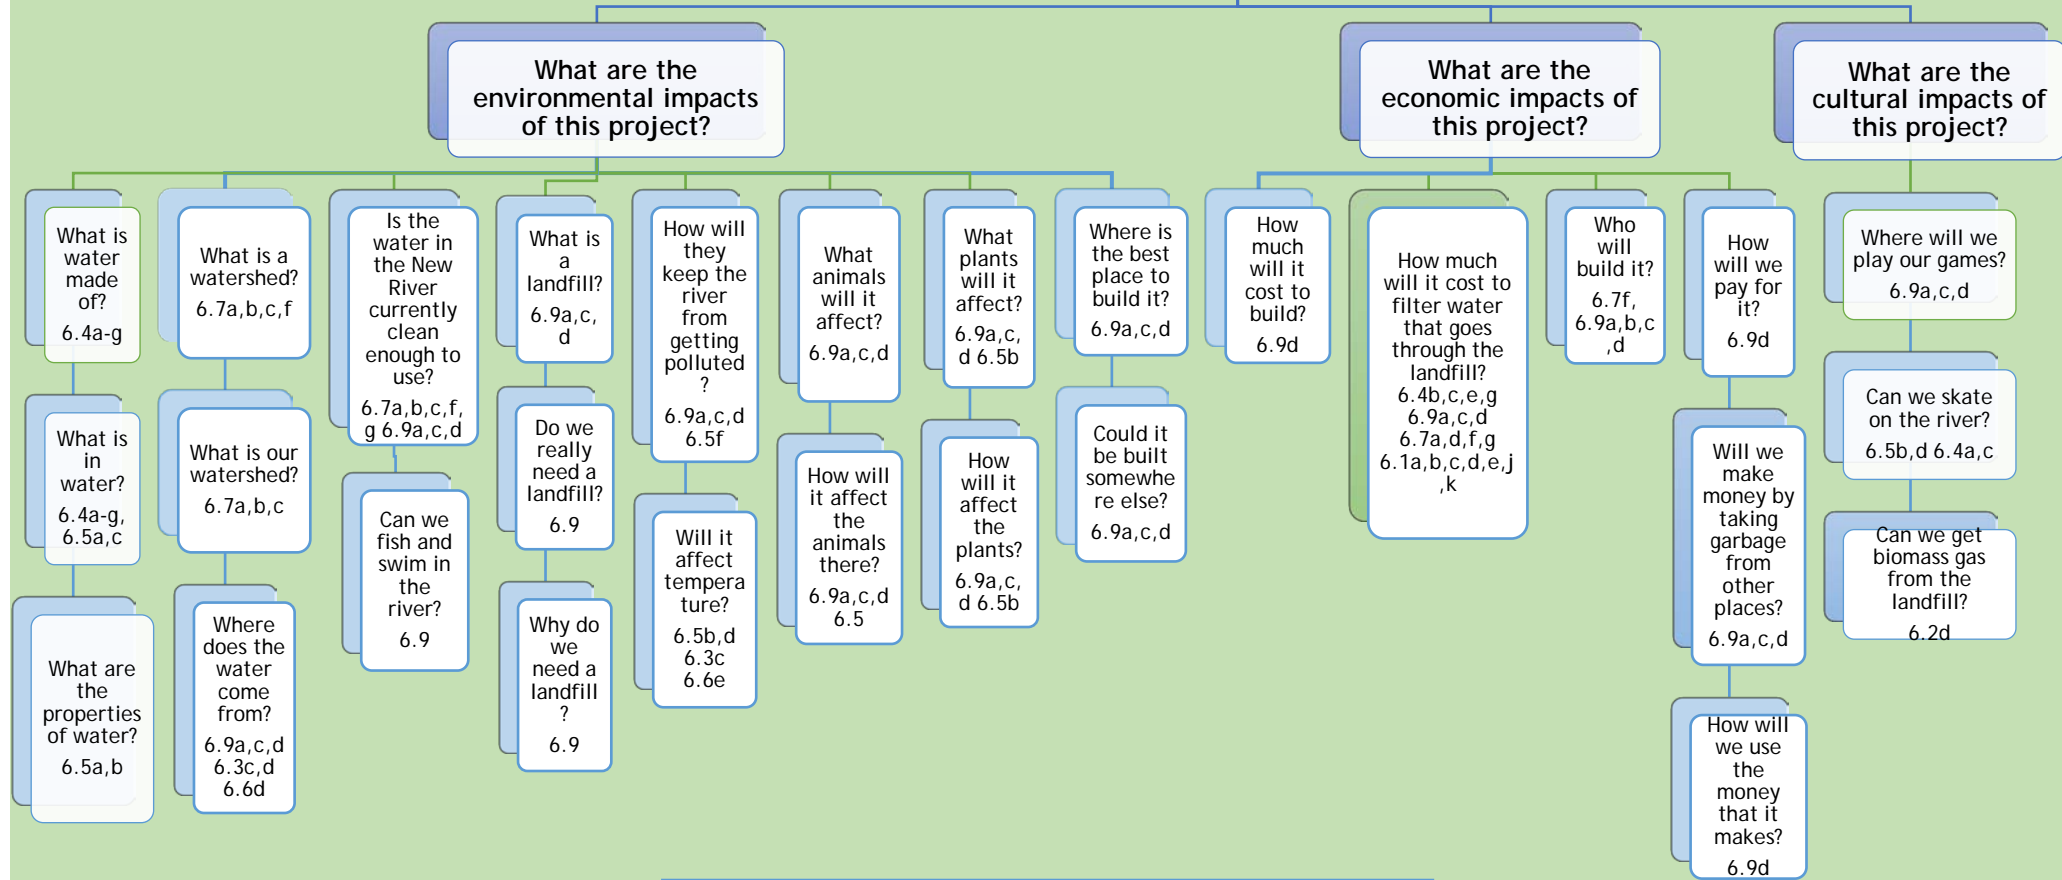 What are the
environmental impacts
of this project?
What are the
economic impacts of
this project?
What are the
cultural impacts of
this project?
What is
water
made
of?
6.4a-g
What is
in
water?
6.4a-g,
6.5a,c
What are
the
properties
of water?
6.5a,b
What is a
watershed?
6.7a,b,c,f
What is our
watershed?
6.7a,b,c
Where
does the
water
come
from?
6.9a,c,d
6.3c,d
6.6d
Is the
water in
the New
River
currently
clean
enough to
use?
6.7a,b,c,f,
g 6.9a,c,d
Can we
fish and
swim in
the
river?
6.9
What is
a
landfill?
6.9a,c,
d
Do we
really
need a
landfill?
6.9
Why do
we
need a
landfill
?
6.9
How will
they
keep the
river
from
getting
polluted
?
6.9a,c,d
6.5f
Will it
affect
tempera
ture?
6.5b,d
6.3c
6.6e
What
animals
will it
affect?
6.9a,c,d
How will
it affect
the
animals
there?
6.9a,c,d
6.5
What
plants
will it
affect?
6.9a,c,
d 6.5b
How
will it
affect
the
plants?
6.9a,c,
d 6.5b
Where is
the best
place to
build it?
6.9a,c,d
Could it
be built
somewhe
re else?
6.9a,c,d
How
much
will it
cost to
build?
6.9d
How much
will it cost to
filter water
that goes
through the
landfill?
6.4b,c,e,g
6.9a,c,d
6.7a,d,f,g
6.1a,b,c,d,e,j
,k
Who
will
build it?
6.7f,
6.9a,b,c
,d
How
will we
pay for
it?
6.9d
Will we
make
money by
taking
garbage
from
other
places?
6.9a,c,d
How will
we use
the
money
that it
makes?
6.9d
Where will we
play our games?
6.9a,c,d
Can we skate
on the river?
6.5b,d 6.4a,c
Can we get
biomass gas
from the
landfill?
6.2d